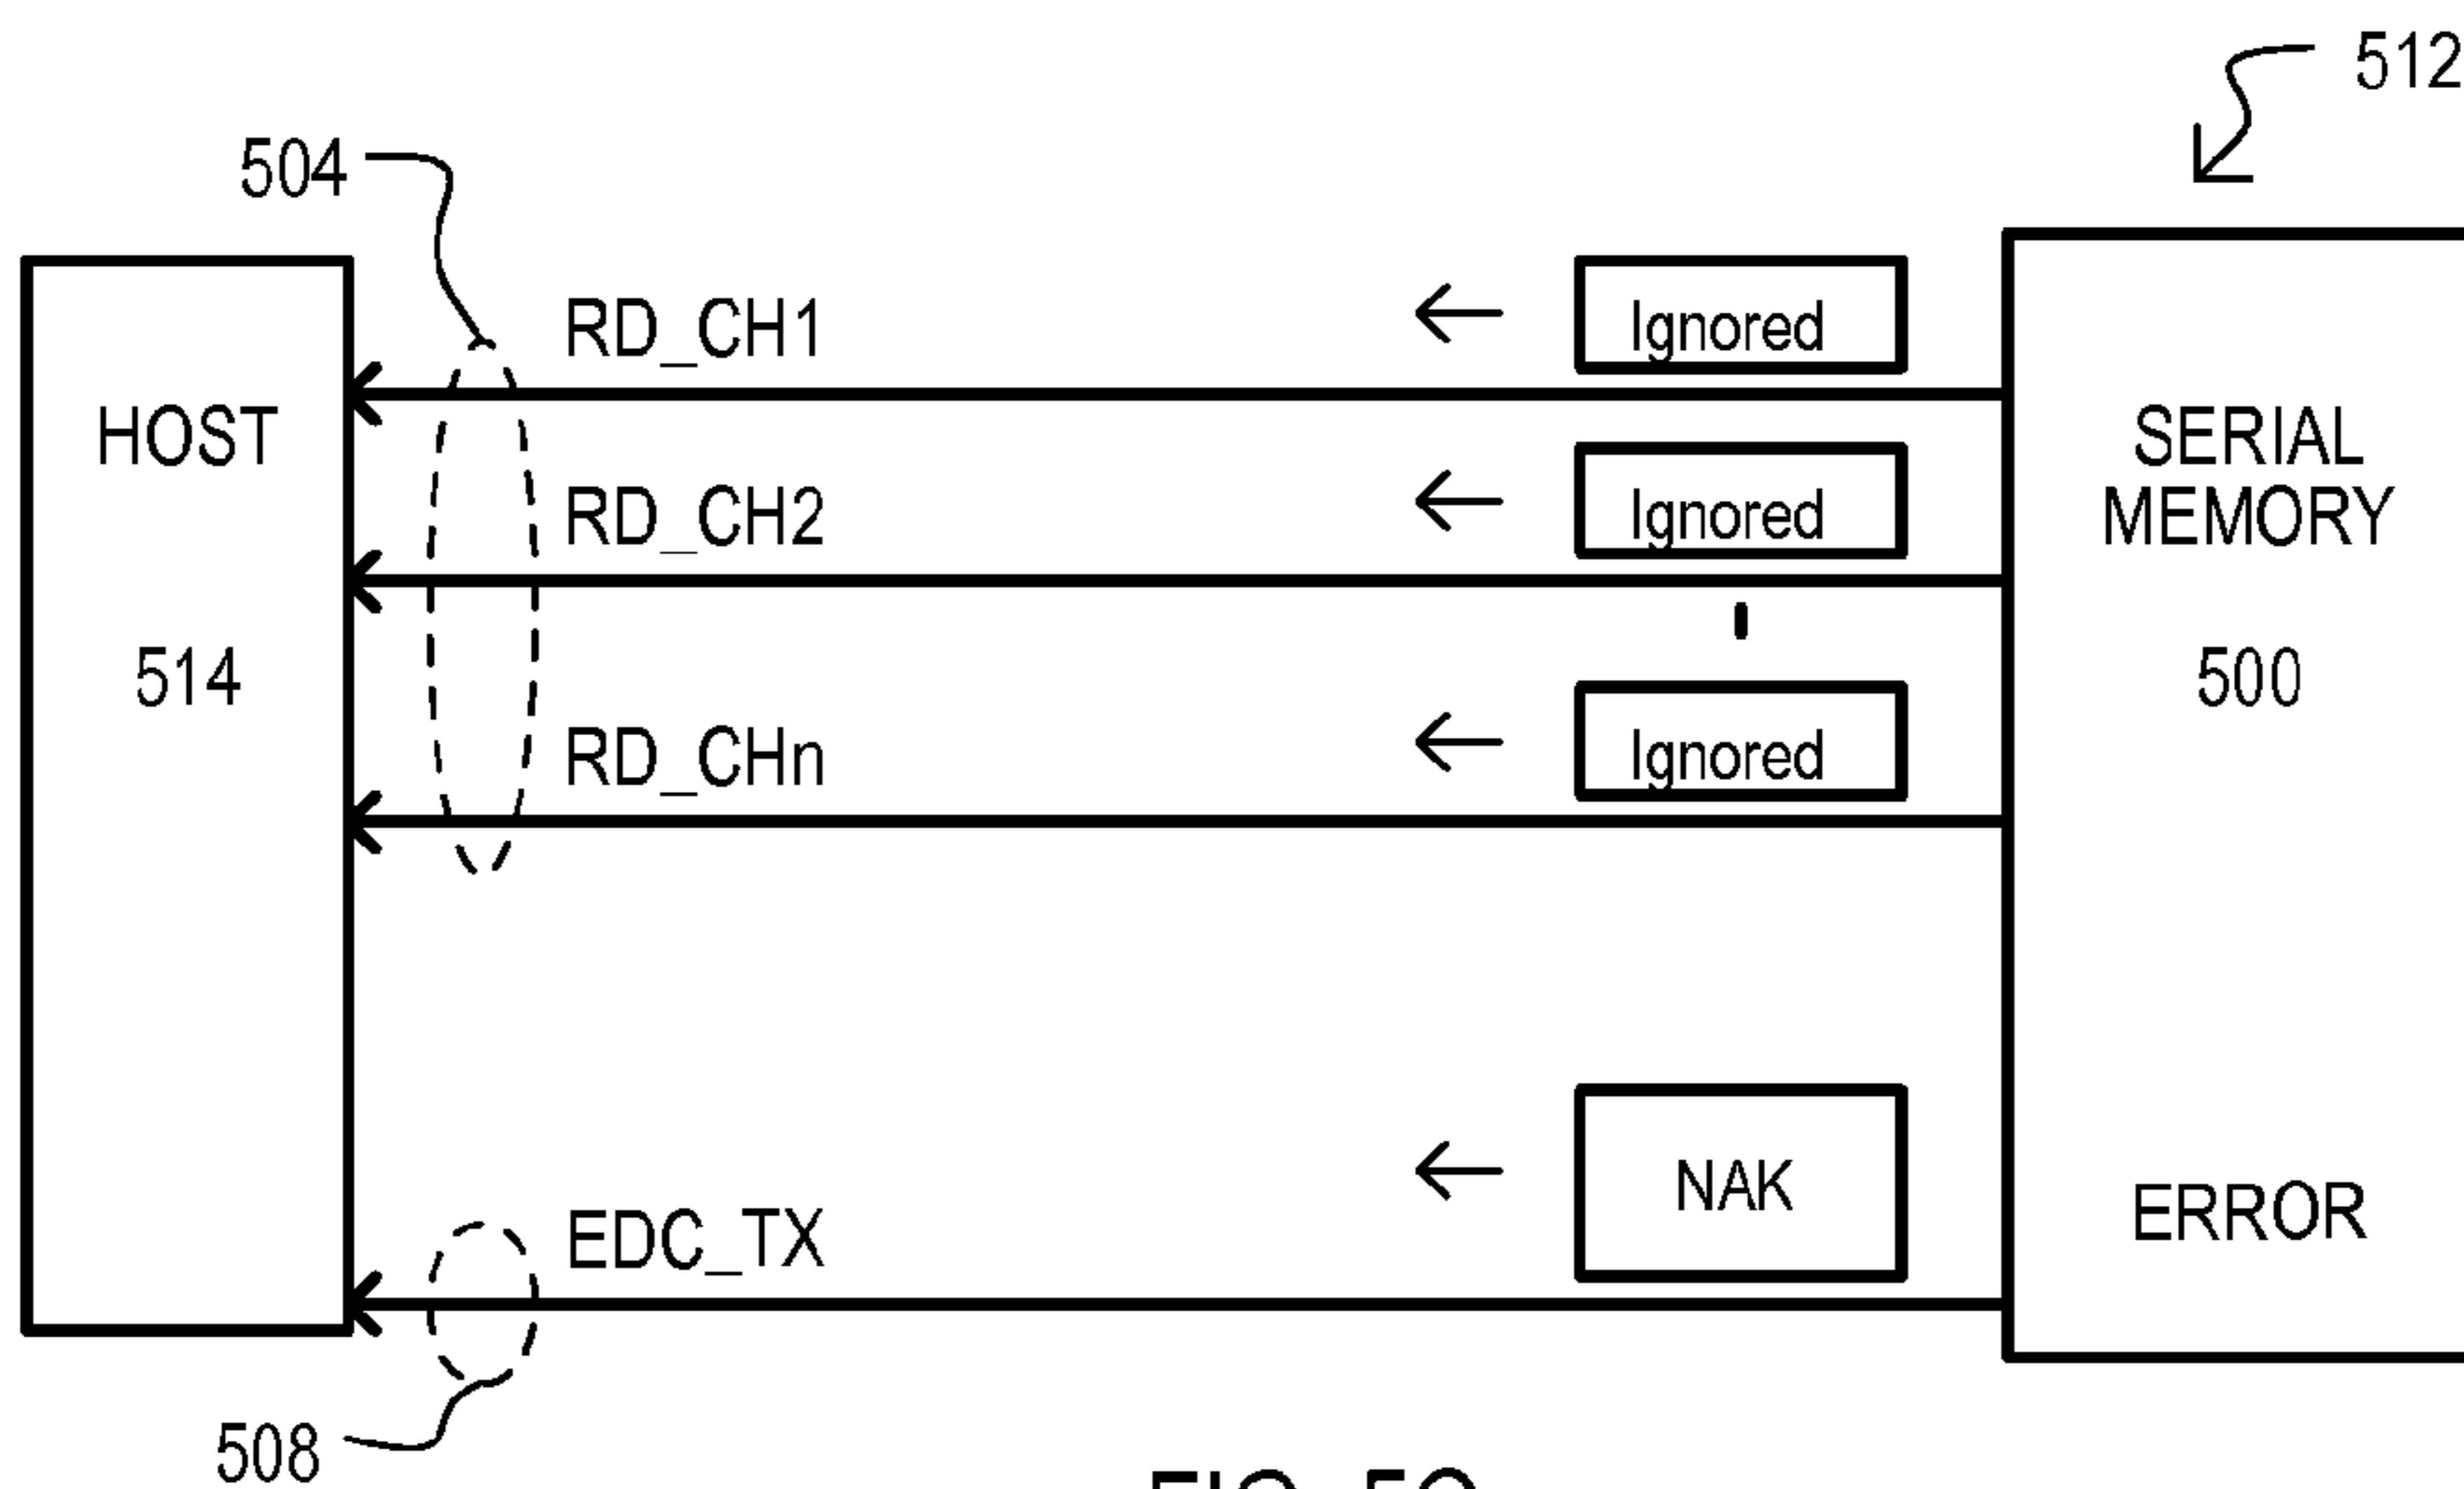 512
504
RD_CH1
Ignored
HOST
SERIAL
MEMORY
RD_CH2
Ignored
514
500
RD_CHn
Ignored
NAK
EDC_TX
ERROR
508